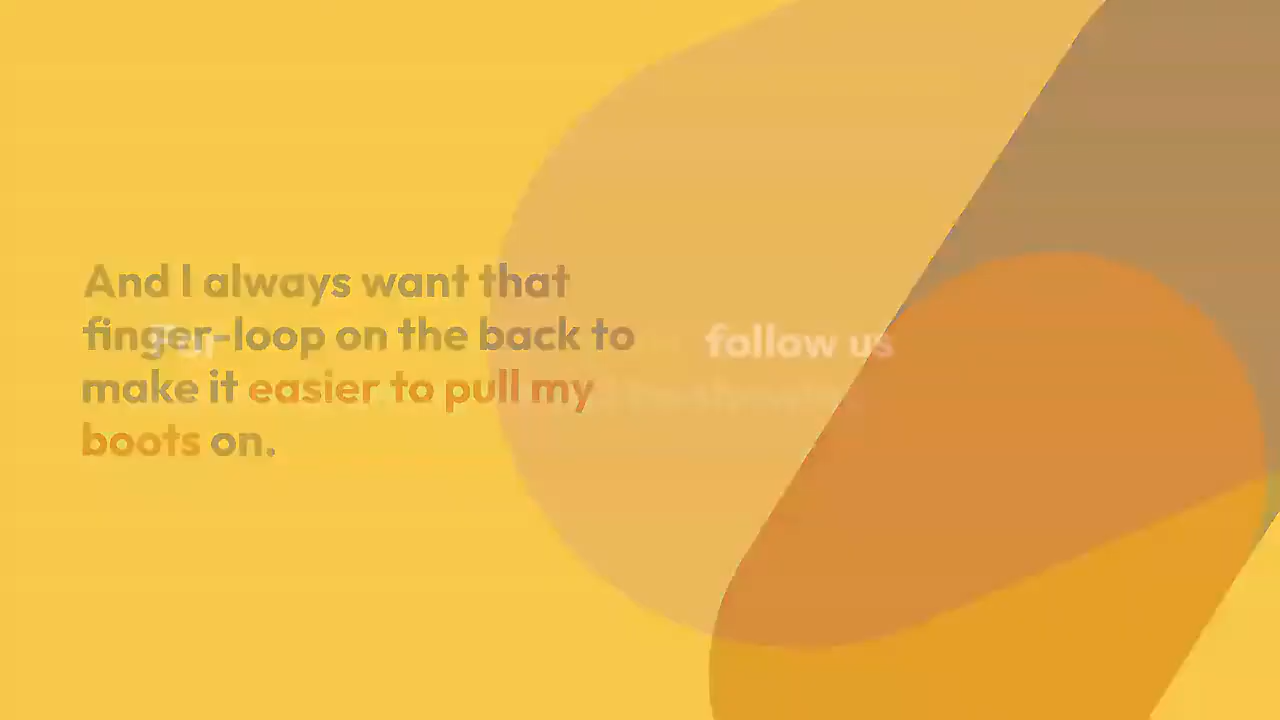 And I always want that
finger-loop on the back to
For follow us
make it easier to pull my
boots on.